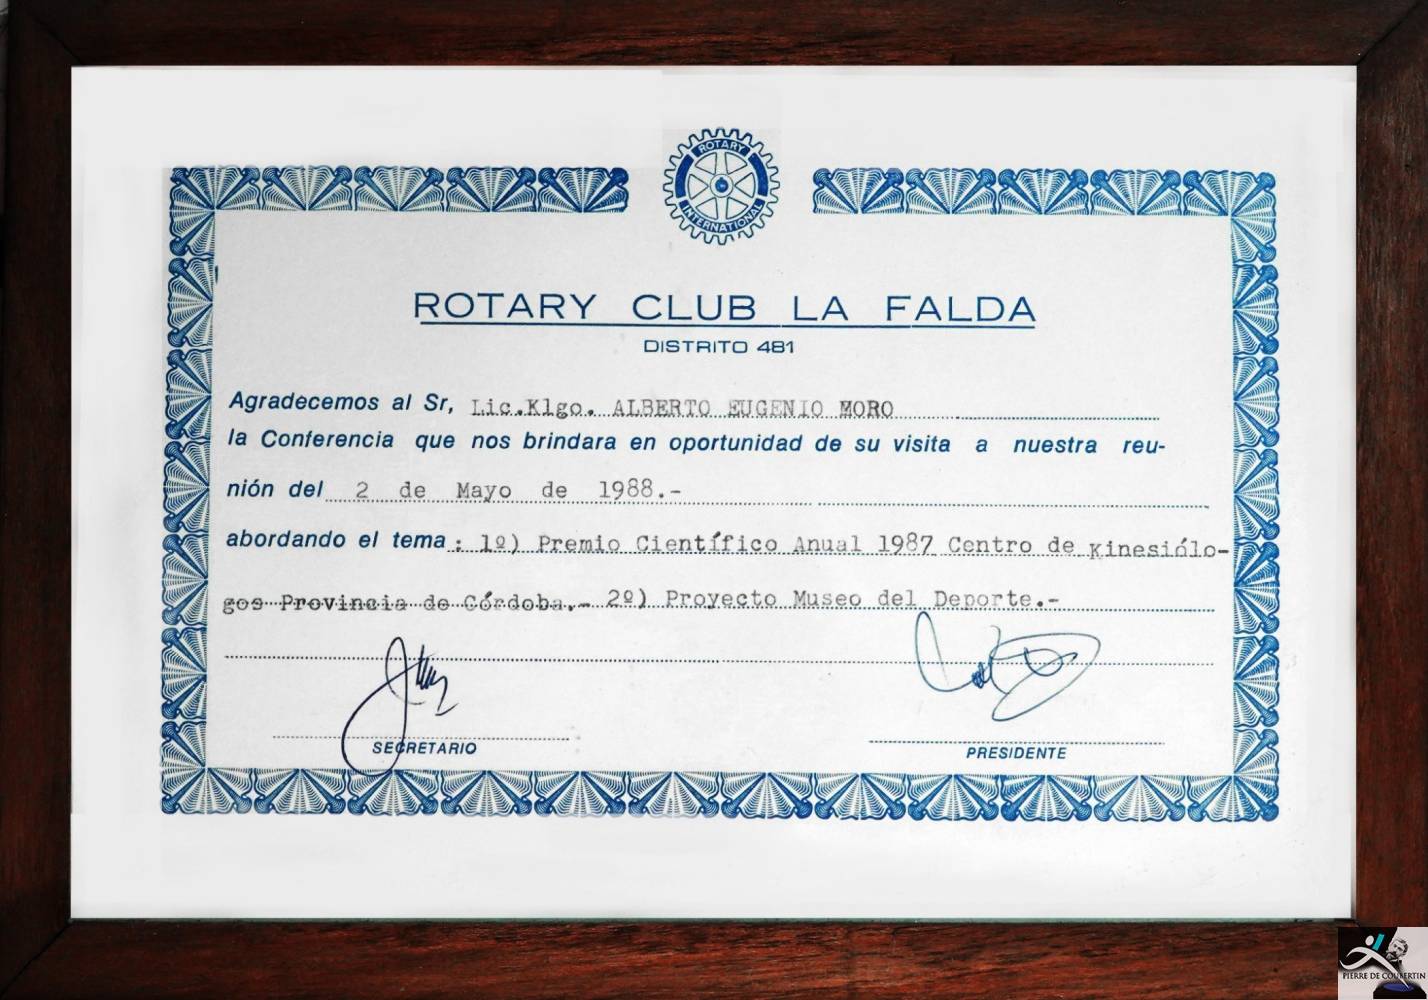 ROTARY
INTERNATIONAL
ROTARY CLUB LA FALDA
DISTRITO 481
Agradecemos al Sr, Lic.Klgo. ALBERTO EUGENIO MORO
la Conferencia que nos brindara en oportunidad de su visita a nuestra reu-
nión del 2 de Mayo de 1988.-
abordando el tema : 1º) Premio Científico Anual 1987 Centro de Kinesiólo-
gos Provincia de Córdoba.- 2º) Proyecto Museo del Deporte.-
SECRETARIO
PRESIDENTE
PIERRE DE COUBERTIN